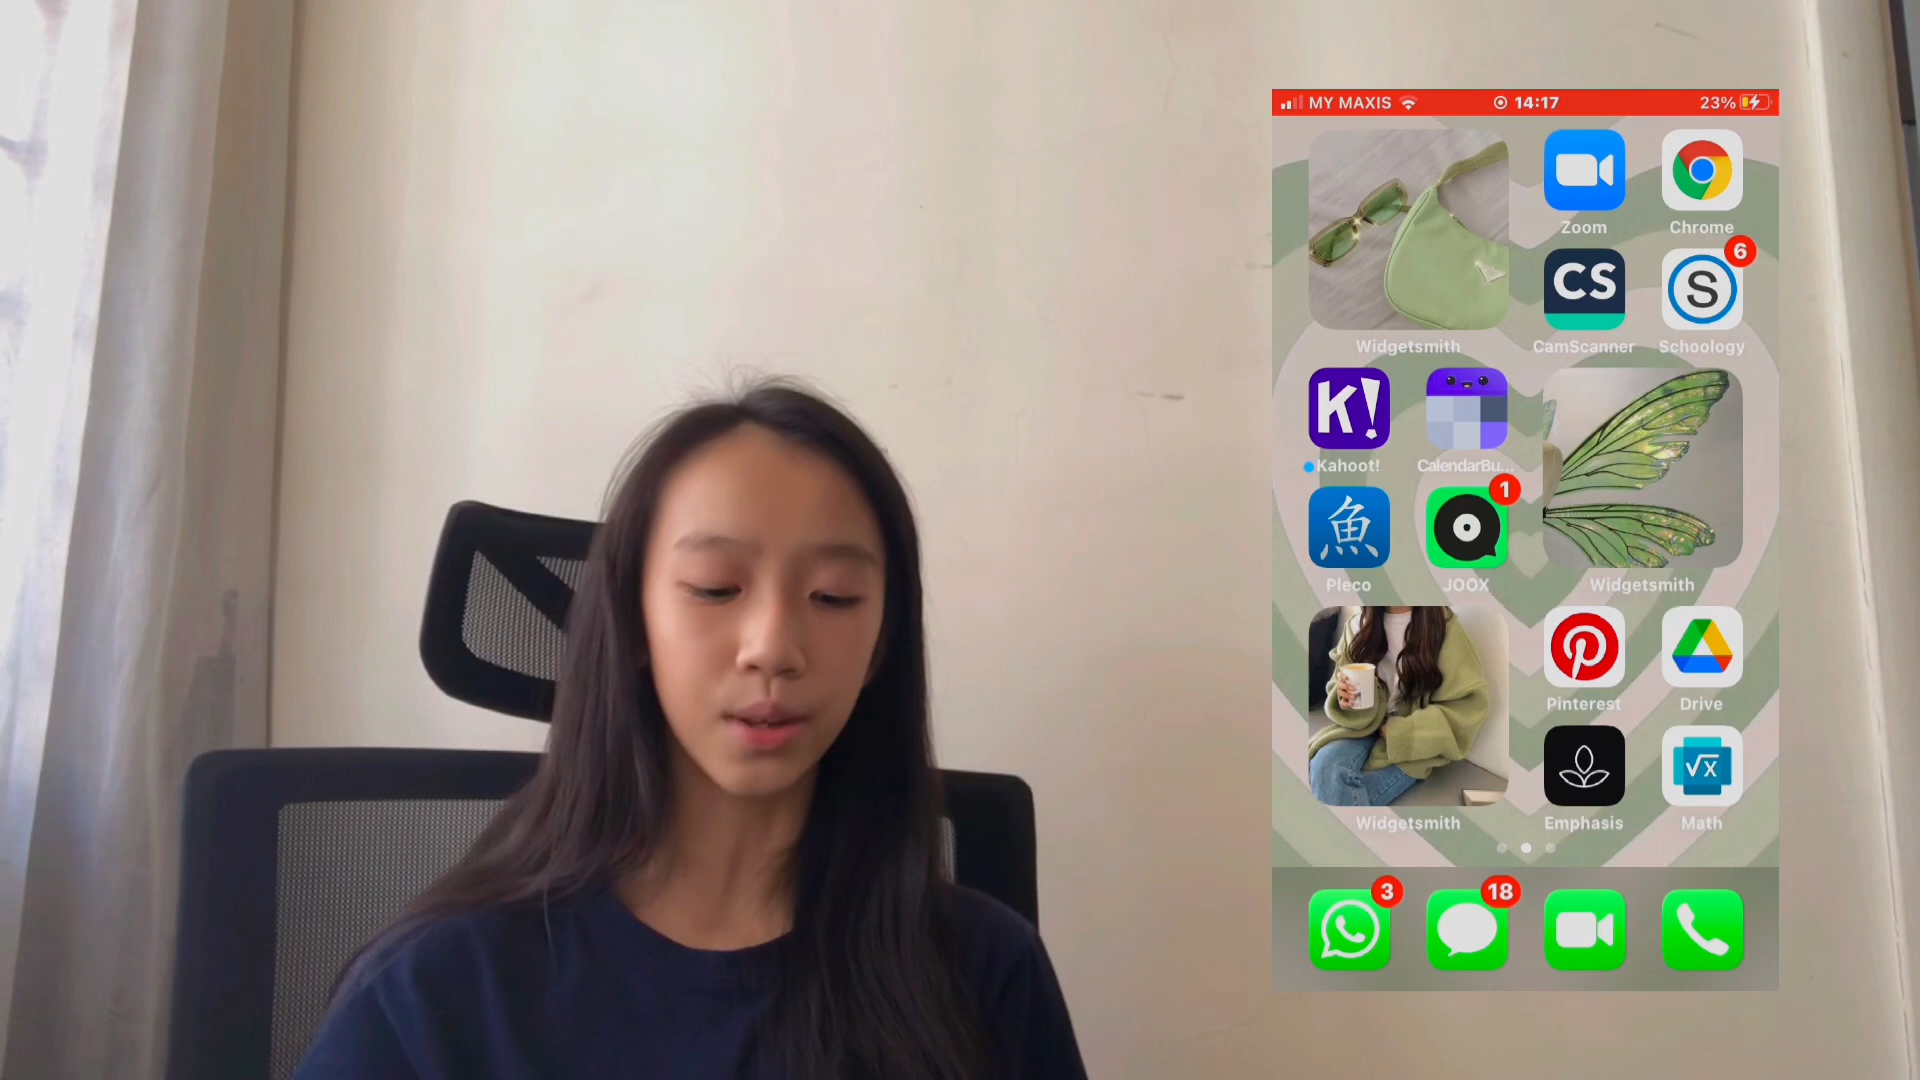 MY MAXIS 14:17 23%
Zoom Chrome
CS S 6
Widgetsmith CamScanner Schoology
K!
Kahoot! CalendarBu...
魚 1
Pleco JOOX Widgetsmith
Pinterest Drive
√x
Widgetsmith Emphasis Math
3 18